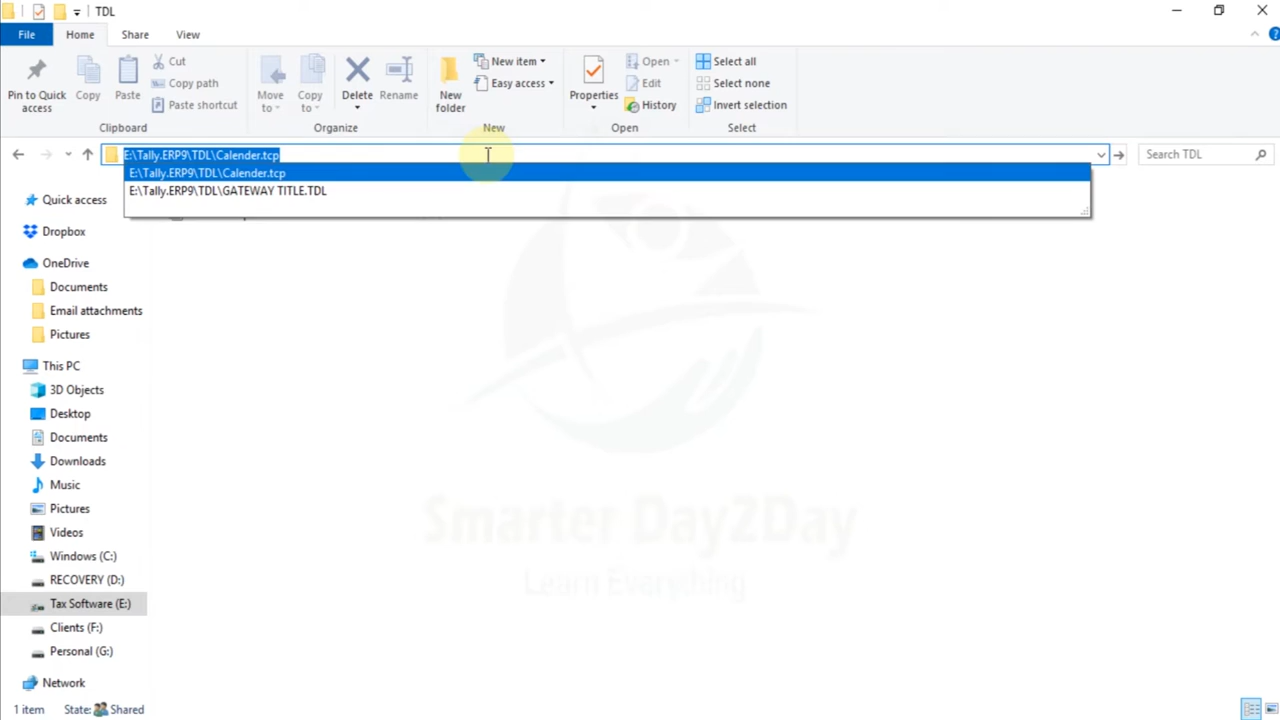 TDL
File Home Share View
Pin to Quick access
Copy
Paste
Cut
Copy path
Paste shortcut
Clipboard
Move to
Copy to
Delete
Rename
Organize
New folder
New item
Easy access
New
Properties
Open
Edit
History
Open
Select all
Select none
Invert selection
Select
E:\Tally.ERP9\TDL\Calender.tcp
Search TDL
E:\Tally.ERP9\TDL\Calender.tcp
E:\Tally.ERP9\TDL\GATEWAY TITLE.TDL
Quick access
Dropbox
OneDrive
Documents
Email attachments
Pictures
This PC
3D Objects
Desktop
Documents
Downloads
Music
Pictures
Videos
Windows (C:)
RECOVERY (D:)
Tax Software (E:)
Clients (F:)
Personal (G:)
Network
Smarter Day2Day
Learn Everything
1 item State: Shared